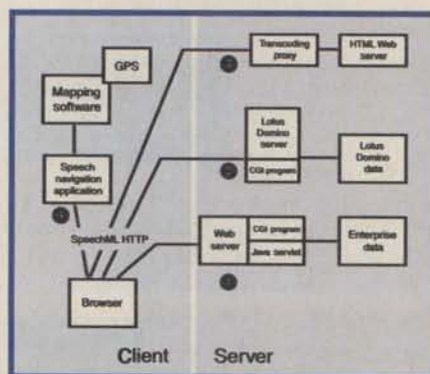 GPS
Mapping
software
Speech
navigation
application
SpeechML HTTP
Browser
Transcoding
proxy
HTML Web
server
Lotus
Domino
server
CGI program
Lotus
Domino
data
Web
server
CGI program
Java servlet
Enterprise
data
Client
Server